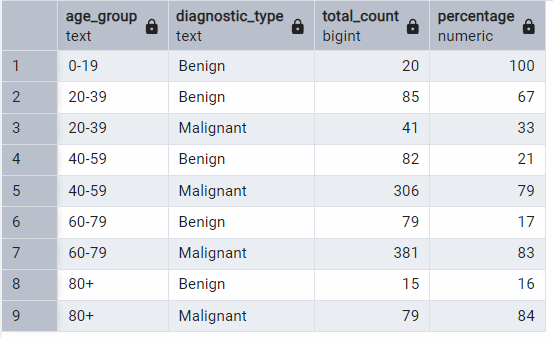 age_group diagnostic_type total_count percentage
text text bigint numeric
1 0-19 Benign 20 100
2 20-39 Benign 85 67
3 20-39 Malignant 41 33
4 40-59 Benign 82 21
5 40-59 Malignant 306 79
6 60-79 Benign 79 17
7 60-79 Malignant 381 83
8 80+ Benign 15 16
9 80+ Malignant 79 84